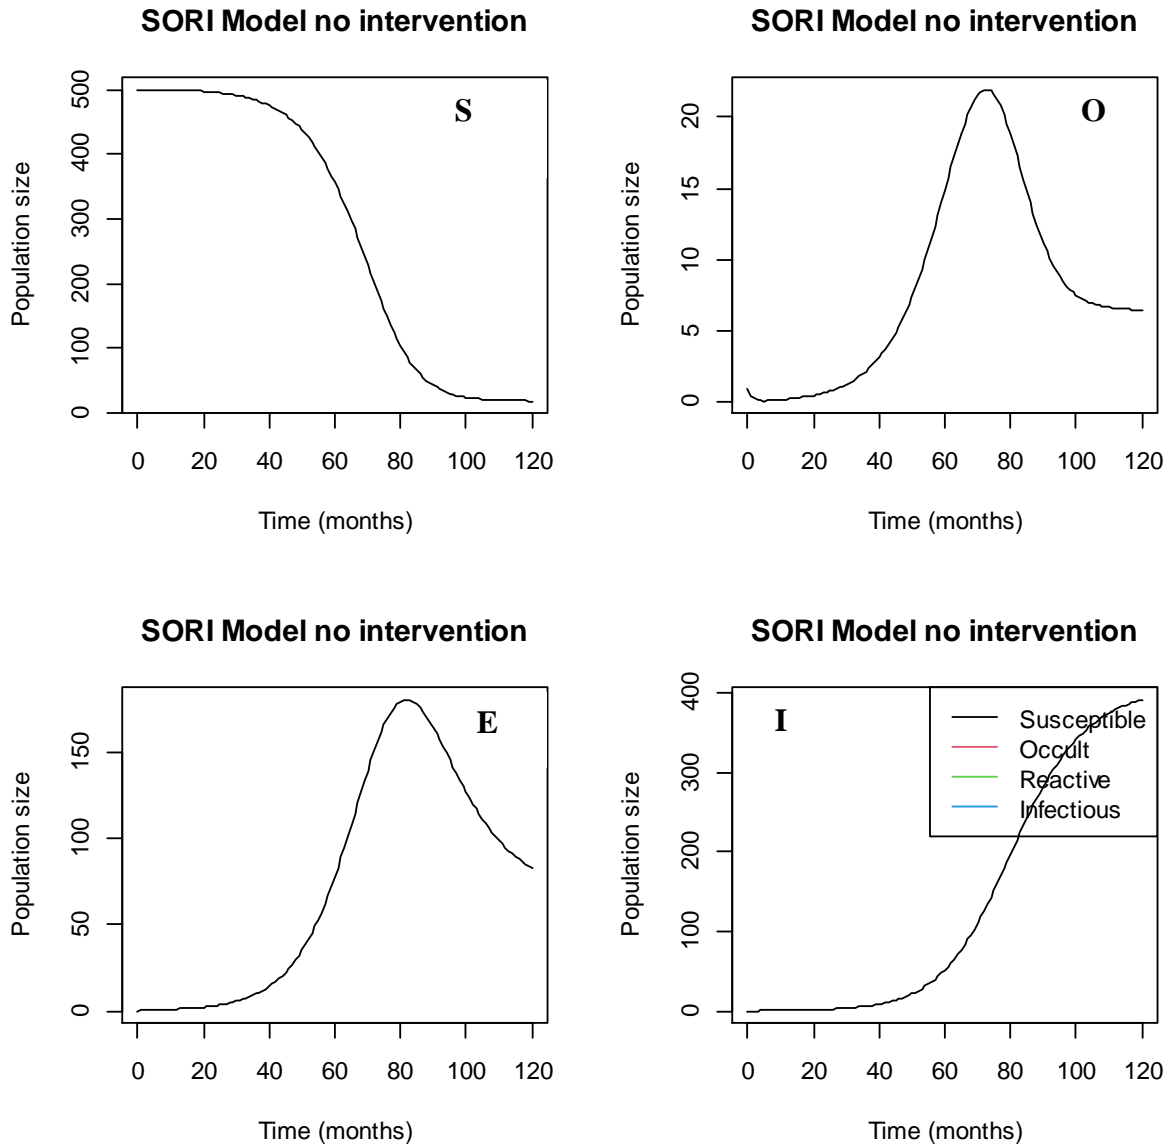 SORI Model no intervention
S
Population size
500
400
300
200
100
0
0 20 40 60 80 100 120
Time (months)
SORI Model no intervention
O
Population size
20
15
10
5
0
0 20 40 60 80 100 120
Time (months)
SORI Model no intervention
E
Population size
150
100
50
0
0 20 40 60 80 100 120
Time (months)
SORI Model no intervention
I
Population size
400
300
200
100
0
Susceptible
Occult
Reactive
Infectious
0 20 40 60 80 100 120
Time (months)